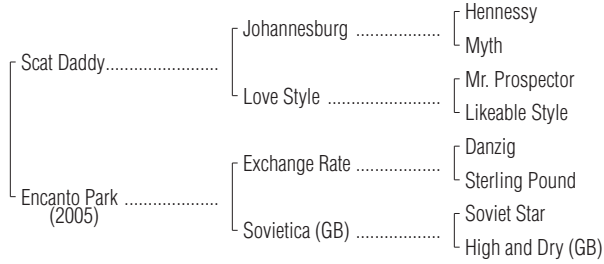 Hennessy
Johannesburg ..................
Myth
Scat Daddy........................
Mr. Prospector
Love Style ........................
Likeable Style
Danzig
Exchange Rate ..................
Sterling Pound
Encanto Park ....................
(2005)
Soviet Star
Sovietica (GB) ..................
High and Dry (GB)